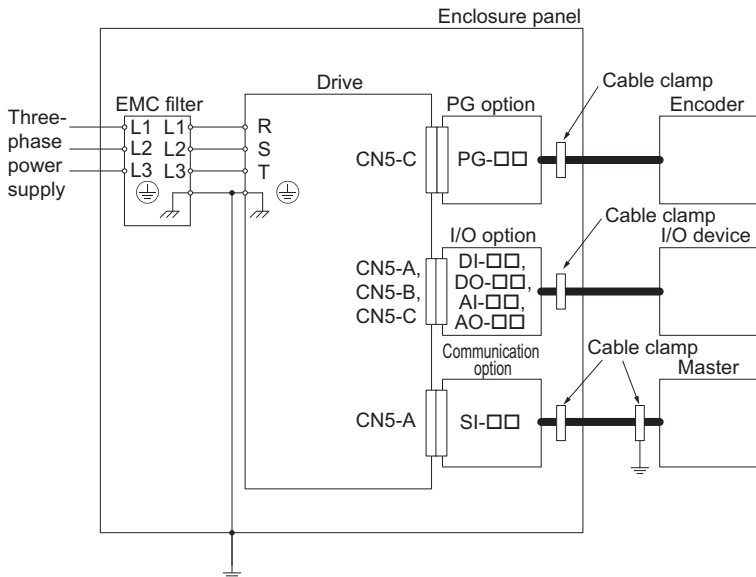 Enclosure panel
Drive
EMC filter
Three-
phase
power
supply
L1 L1
L2 L2
L3 L3
R
S
T
PG option
CN5-C
PG-□□
Cable clamp
Encoder
I/O option
CN5-A,
CN5-B,
CN5-C
DI-□□,
DO-□□,
AI-□□,
AO-□□
Cable clamp
I/O device
Communication
option
CN5-A
SI-□□
Cable clamp
Master